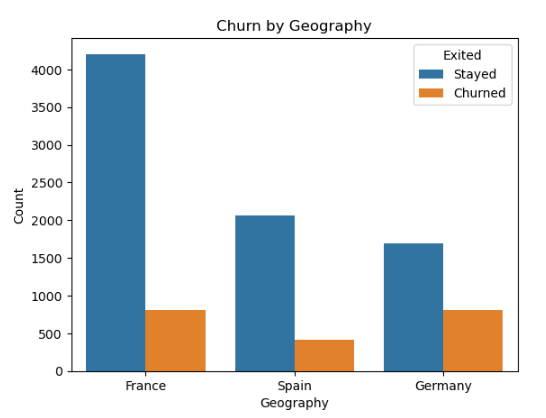 Churn by Geography
Exited
Stayed
Churned
4000
3500
3000
2500
2000
1500
1000
500
0
Count
France Spain Germany
Geography